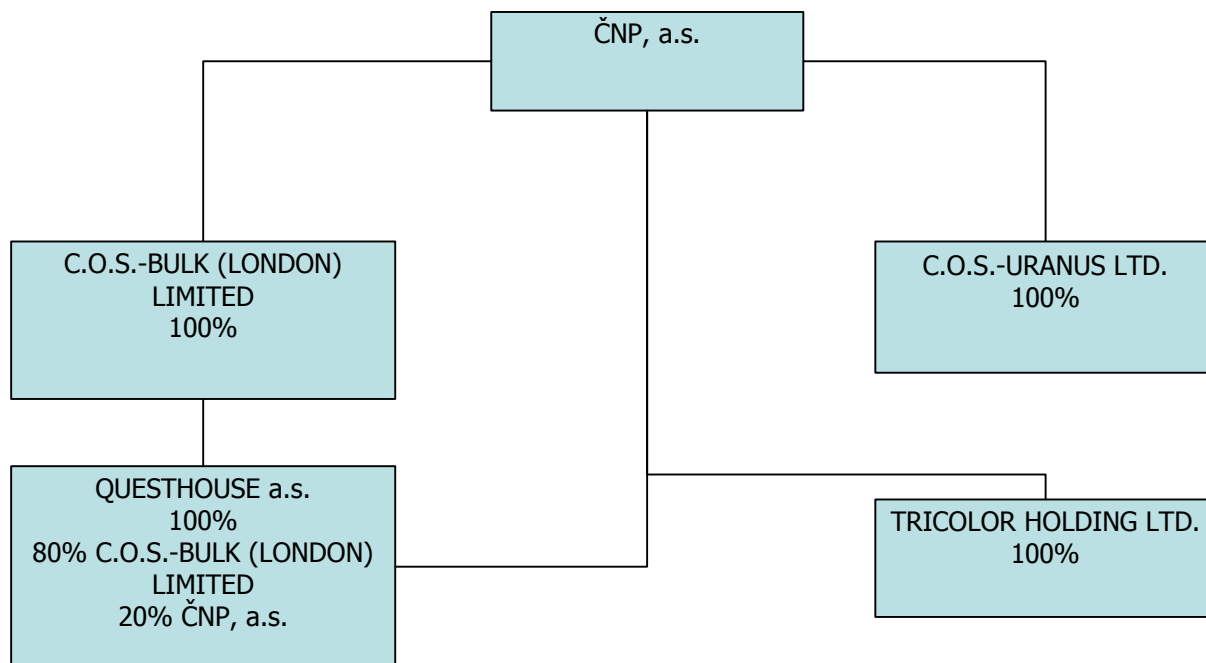 ČNP, a.s.
C.O.S.-BULK (LONDON)
LIMITED
100%
C.O.S.-URANUS LTD.
100%
QUESTHOUSE a.s.
100%
80% C.O.S.-BULK (LONDON)
LIMITED
20% ČNP, a.s.
TRICOLOR HOLDING LTD.
100%